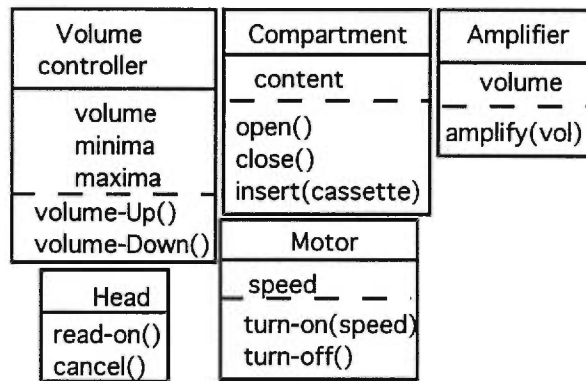 Volume
controller
volume
minima
maxima
volume-Up()
volume-Down()
Compartment
content
open()
close()
insert(cassette)
Amplifier
volume
amplify(vol)
Head
read-on()
cancel()
Motor
speed
turn-on(speed)
turn-off()